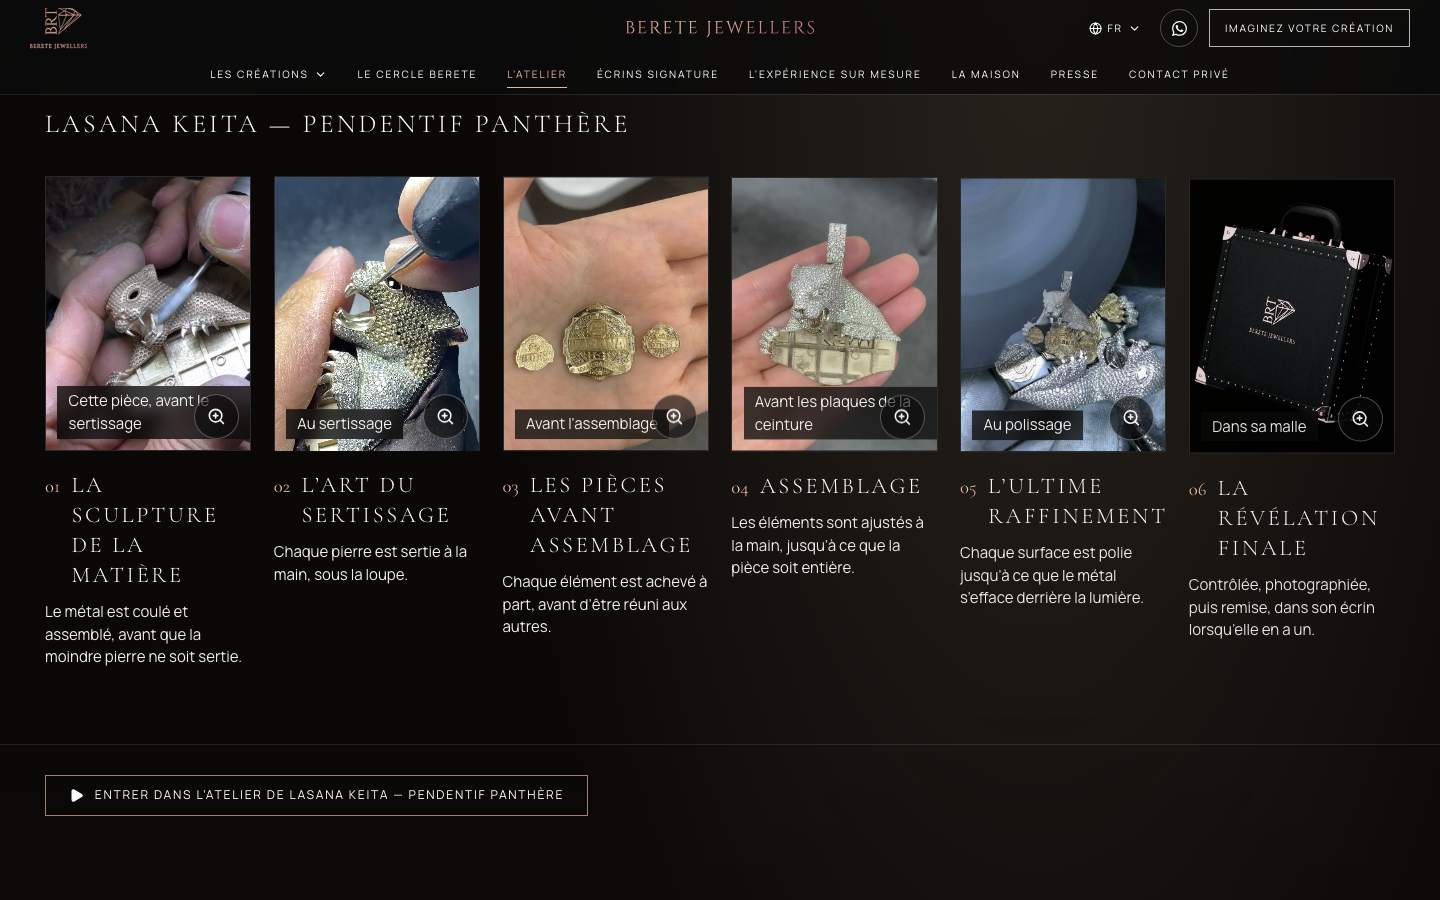 BRT
BERETE JEWELLERS
BERETE JEWELLERS
FR
IMAGINEZ VOTRE CRÉATION
LES CRÉATIONS
LE CERCLE BERETE
L'ATELIER
ÉCRINS SIGNATURE
L'EXPÉRIENCE SUR MESURE
LA MAISON
PRESSE
CONTACT PRIVÉ
LASANA KEITA — PENDENTIF PANTHÈRE
Cette pièce, avant le
sertissage
Au sertissage
Avant l'assemblage
Avant les plaques de la
ceinture
Au polissage
BRT
BERETE JEWELLERS
Dans sa malle
01 LA
SCULPTURE
DE LA
MATIÈRE
Le métal est coulé et
assemblé, avant que la
moindre pierre ne soit sertie.
02 L'ART DU
SERTISSAGE
Chaque pierre est sertie à la
main, sous la loupe.
03 LES PIÈCES
AVANT
ASSEMBLAGE
Chaque élément est achevé à
part, avant d'être réuni aux
autres.
04 ASSEMBLAGE
Les éléments sont ajustés à
la main, jusqu'à ce que la
pièce soit entière.
05 L'ULTIME
RAFFINEMENT
Chaque surface est polie
jusqu'à ce que le métal
s'efface derrière la lumière.
06 LA
RÉVÉLATION
FINALE
Contrôlée, photographiée,
puis remise, dans son écrin
lorsqu'elle en a un.
ENTRER DANS L'ATELIER DE LASANA KEITA — PENDENTIF PANTHÈRE